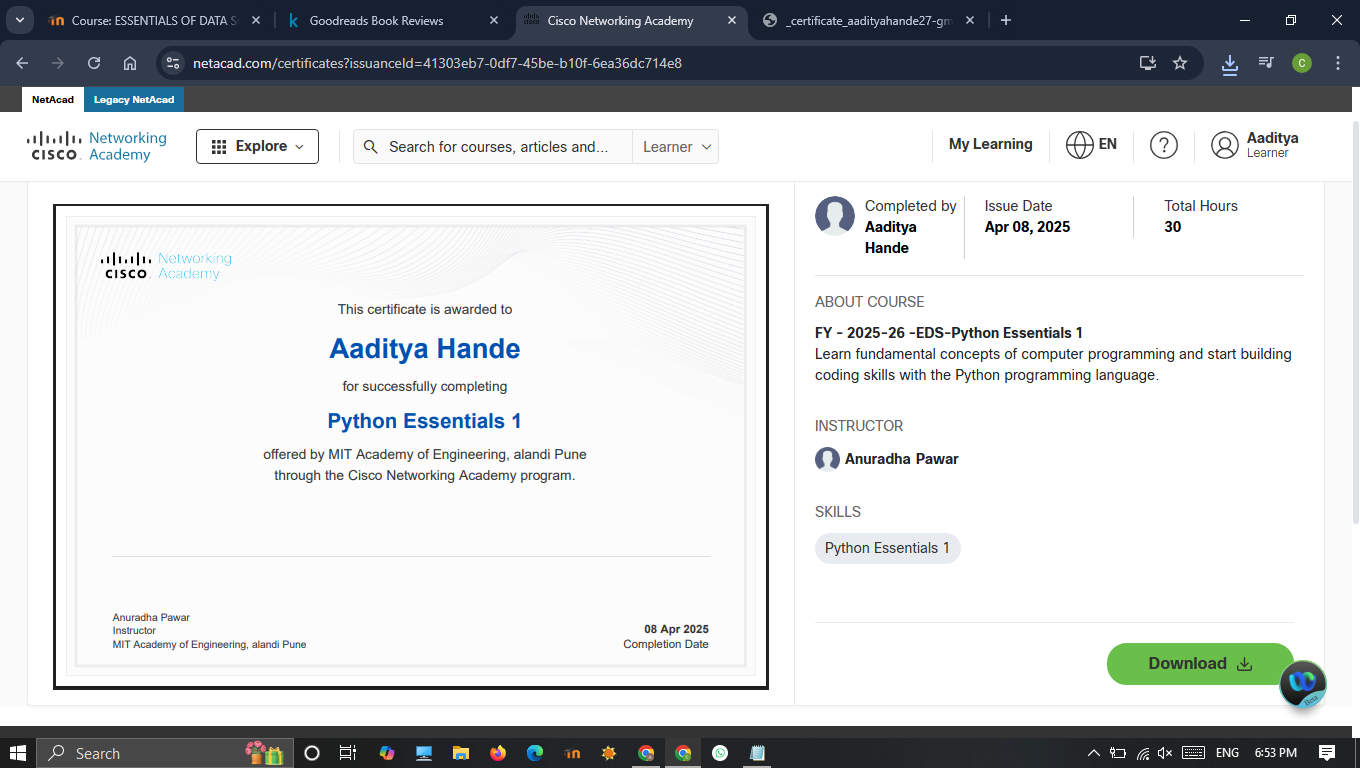 Course: ESSENTIALS OF DATA S
Goodreads Book Reviews
Cisco Networking Academy
_certificate_aadityahande27-gm
netacad.com/certificates?issuanceId=41303eb7-0df7-45be-b10f-6ea36dc714e8
C
NetAcad
Legacy NetAcad
CISCO
Networking
Academy
Explore
Search for courses, articles and...
Learner
My Learning
EN
?
Aaditya
Learner
CISCO
Networking
Academy
This certificate is awarded to
Aaditya Hande
for successfully completing
Python Essentials 1
offered by MIT Academy of Engineering, alandi Pune
through the Cisco Networking Academy program.
Anuradha Pawar
Instructor
MIT Academy of Engineering, alandi Pune
08 Apr 2025
Completion Date
Completed by
Aaditya
Hande
Issue Date
Apr 08, 2025
Total Hours
30
ABOUT COURSE
FY - 2025-26 -EDS-Python Essentials 1
Learn fundamental concepts of computer programming and start building
coding skills with the Python programming language.
INSTRUCTOR
Anuradha Pawar
SKILLS
Python Essentials 1
Download
Beta
Search
ENG
6:53 PM